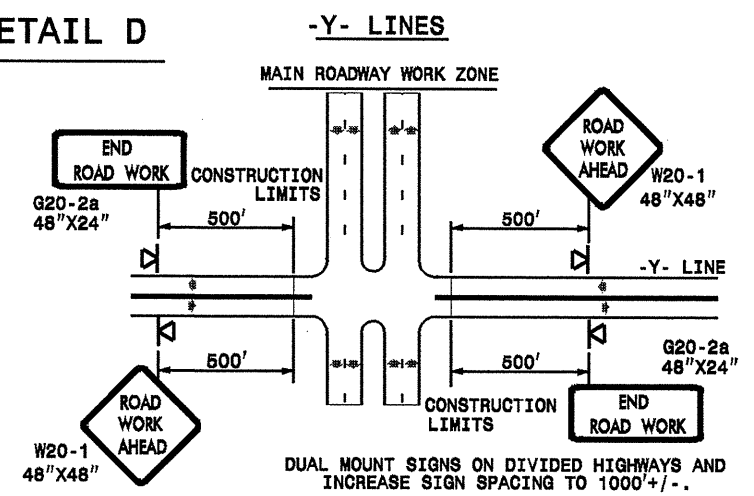 ETAIL D
-Y- LINES
MAIN ROADWAY WORK ZONE
END
ROAD WORK
G20-2a
48"X24"
CONSTRUCTION
LIMITS
500'
ROAD
WORK
AHEAD
W20-1
48"X48"
500'
-Y- LINE
500'
ROAD
WORK
AHEAD
W20-1
48"X48"
500'
CONSTRUCTION
LIMITS
G20-2a
48"X24"
END
ROAD WORK
DUAL MOUNT SIGNS ON DIVIDED HIGHWAYS AND
INCREASE SIGN SPACING TO 1000'+/-.